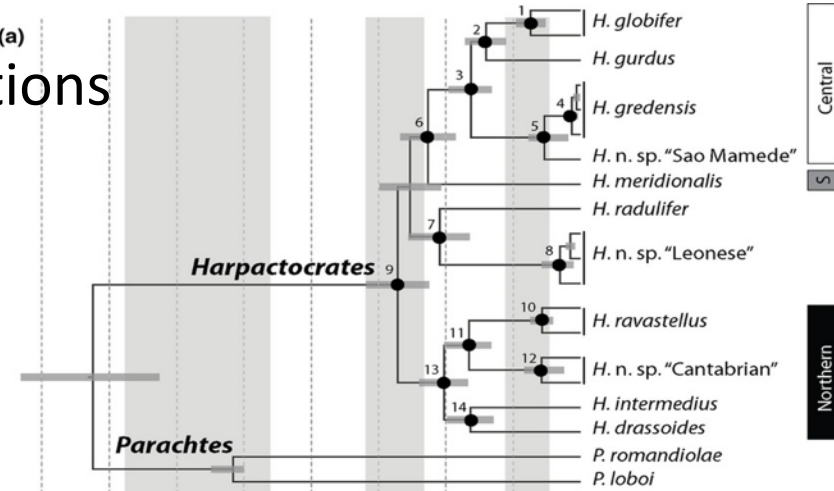 (a)
tions
1
H. globifer
2
H. gurdus
3
4
H. gredensis
5
6
H. n. sp. “Sao Mamede”
H. meridionalis
H. radulifer
7
H. n. sp. “Leonese”
8
Harpactocrates
9
10
H. ravastellus
11
12
H. n. sp. “Cantabrian”
13
H. intermedius
14
H. drassoides
Parachtes
P. romandiolae
P. loboi
Central
S
Northern